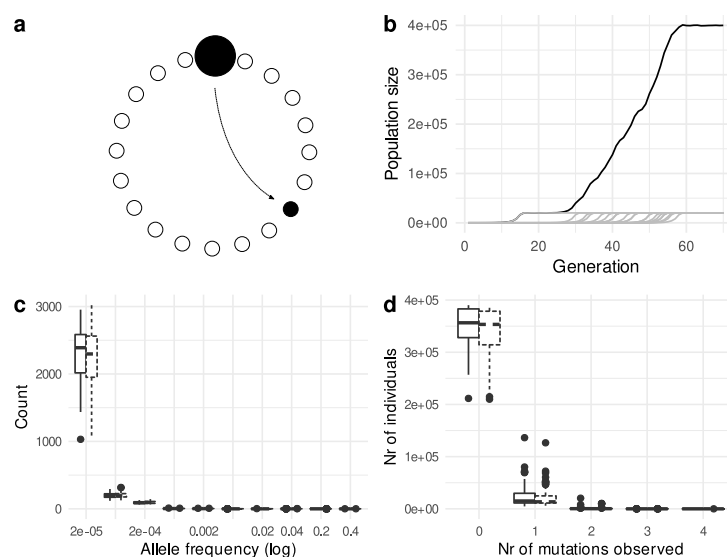 a
b
4e+05
3e+05
2e+05
1e+05
0e+00
Population size
0
20
40
60
Generation
c
3000
2000
1000
0
Count
2e−05
2e−04
0.002
0.02
0.04
0.2
0.4
Allele frequency (log)
d
4e+05
3e+05
2e+05
1e+05
0e+00
Nr of individuals
0
1
2
3
4
Nr of mutations observed